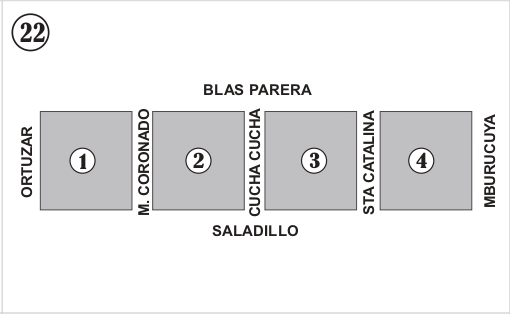 22
BLAS PARERA
ORTUZAR
1
M. CORONADO
2
CUCHA CUCHA
3
STA CATALINA
4
MBURUCUYA
SALADILLO